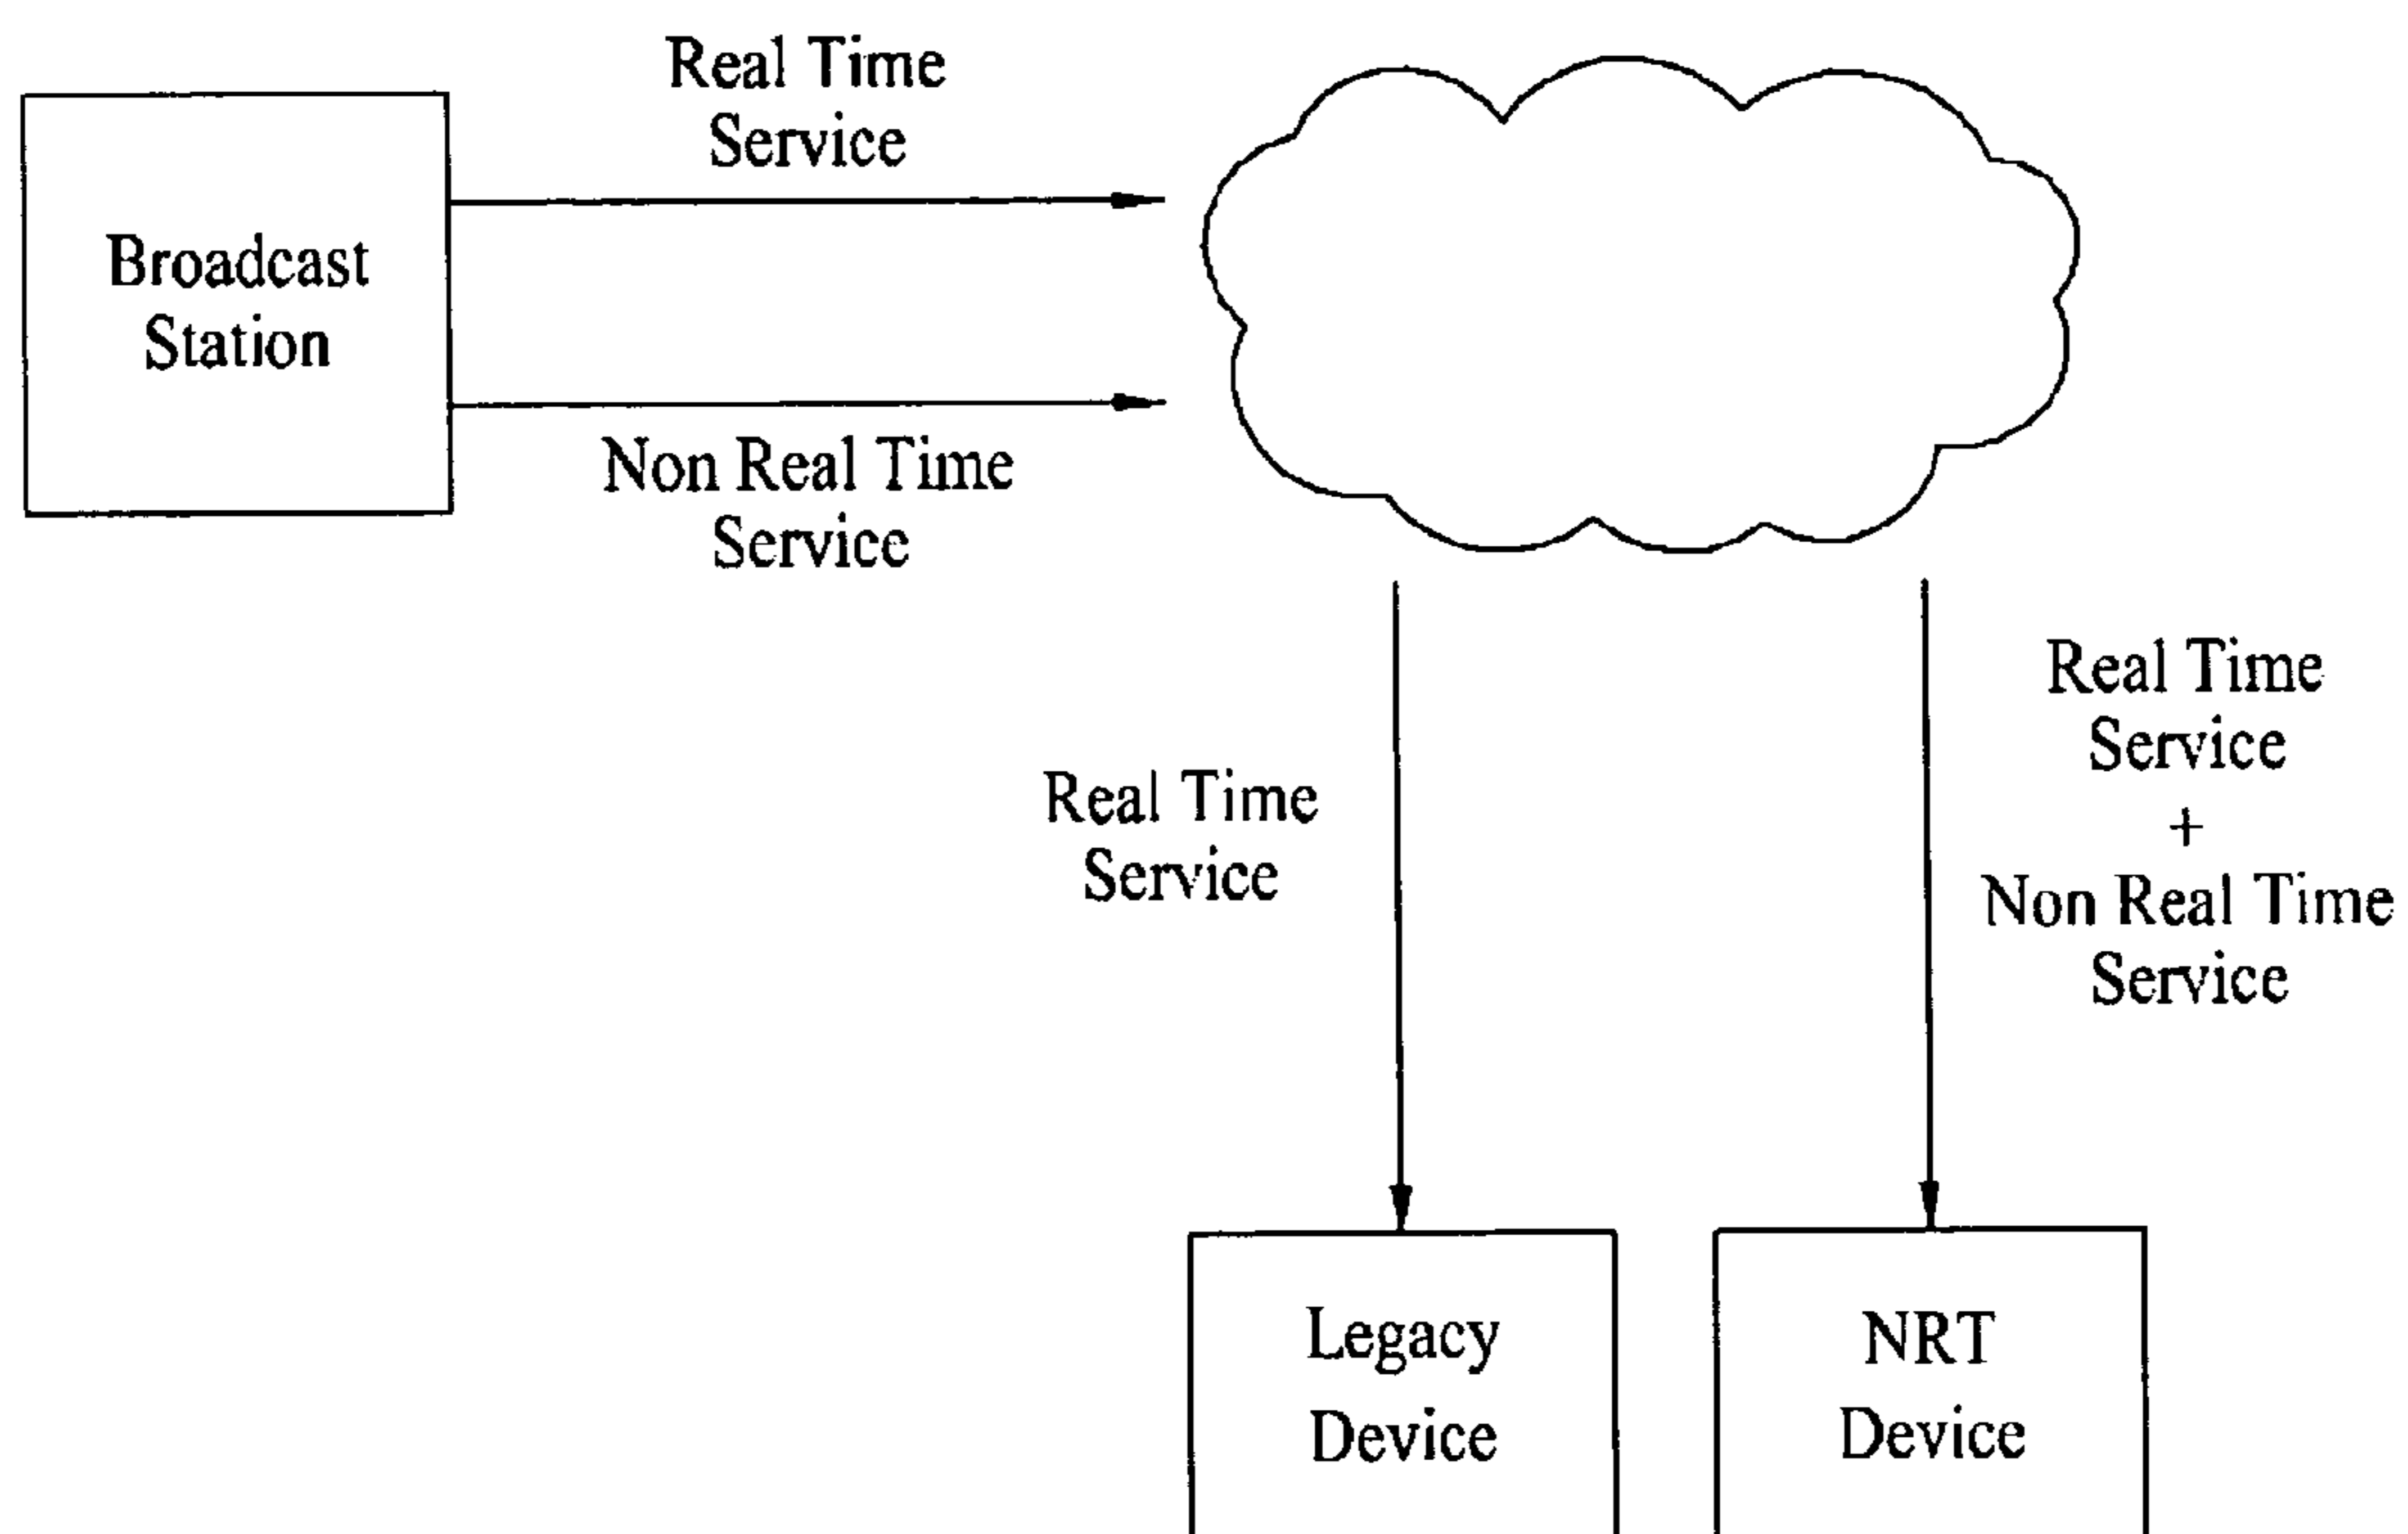 Real Time
Service
Broadcast
Station
Non Real Time
Service
Real Time
Service
Real Time
Service
+
Non Real Time
Service
Legacy
Device
NRT
Device